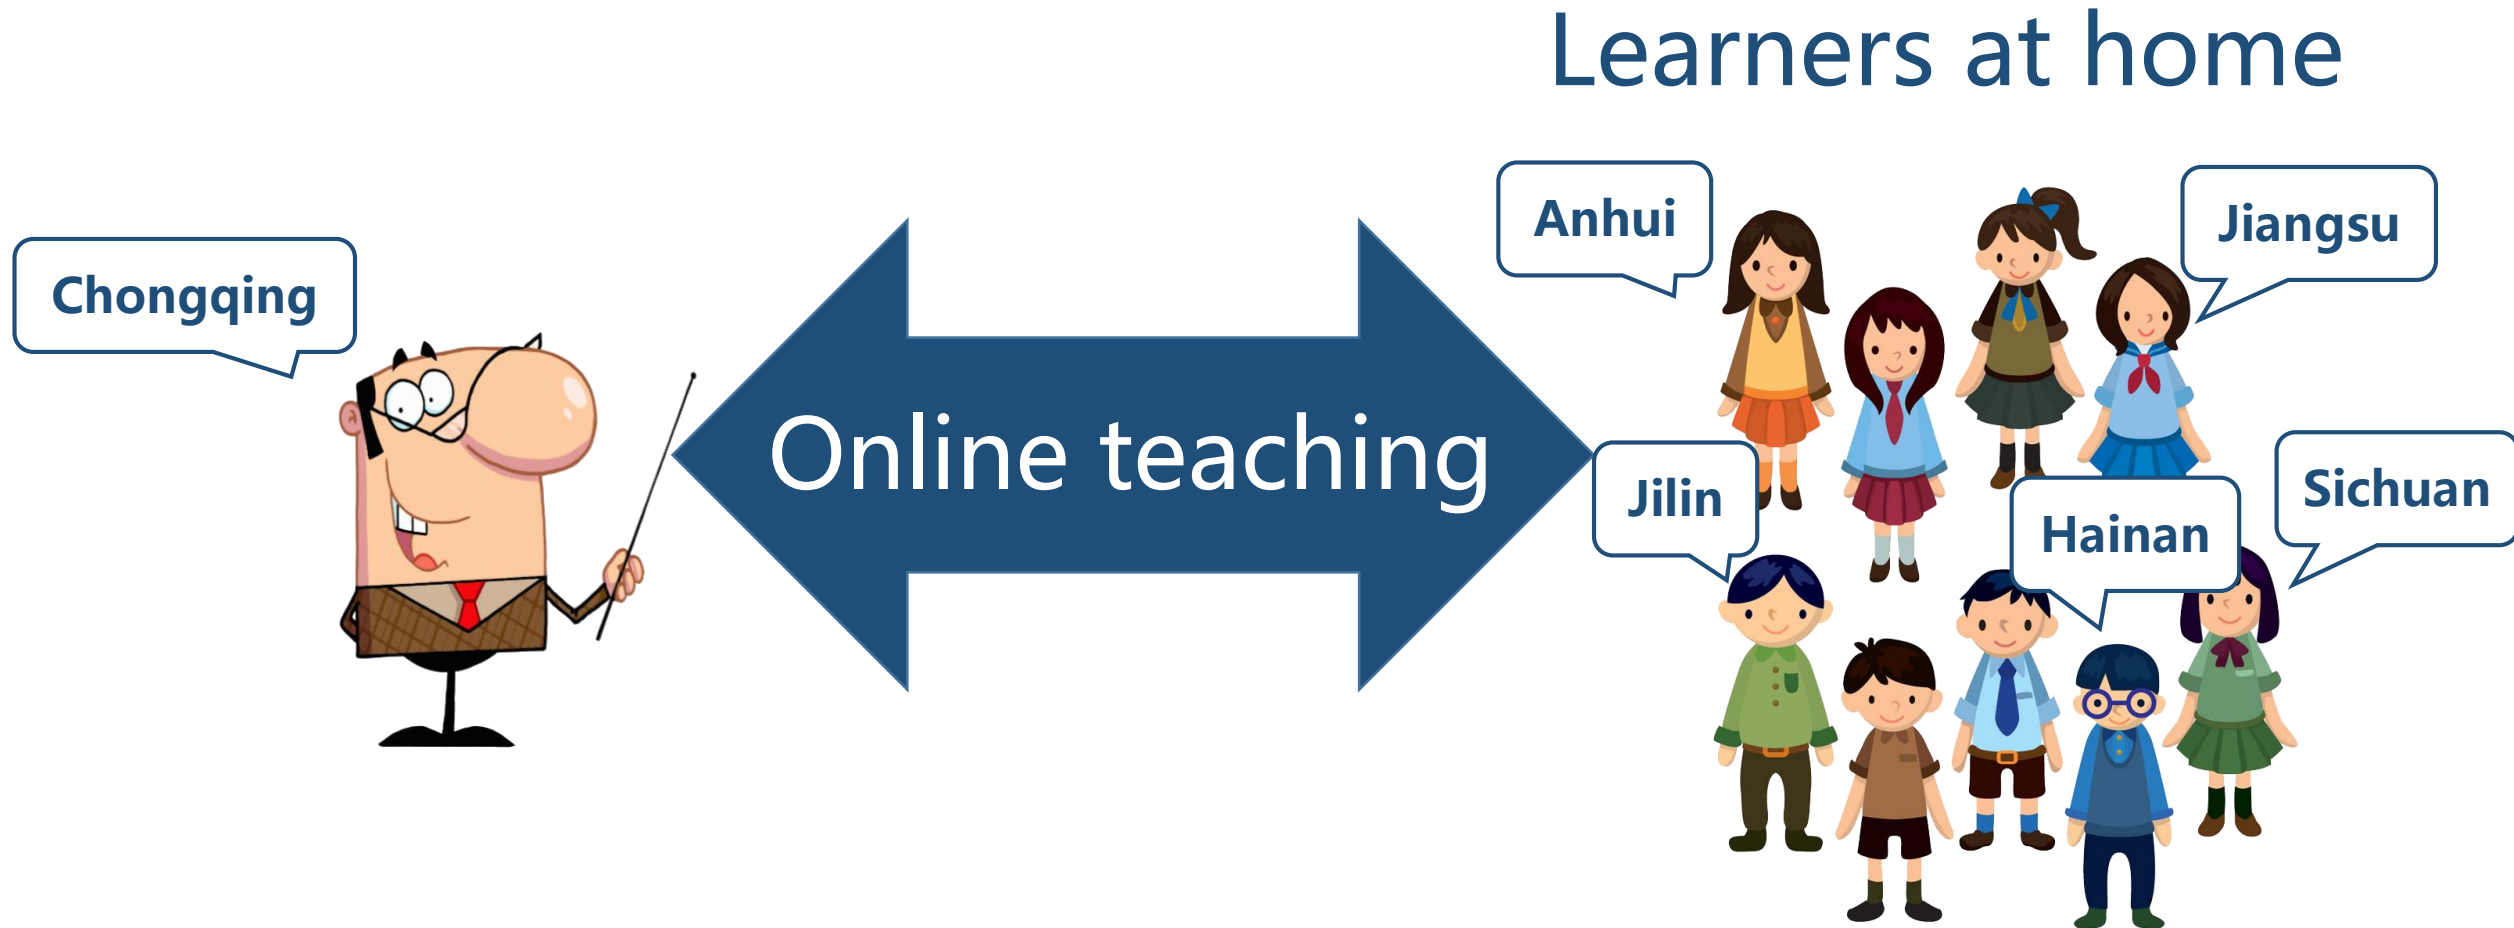 Learners at home
Chongqing
Online teaching
Anhui
Jiangsu
Jilin
Hainan
Sichuan